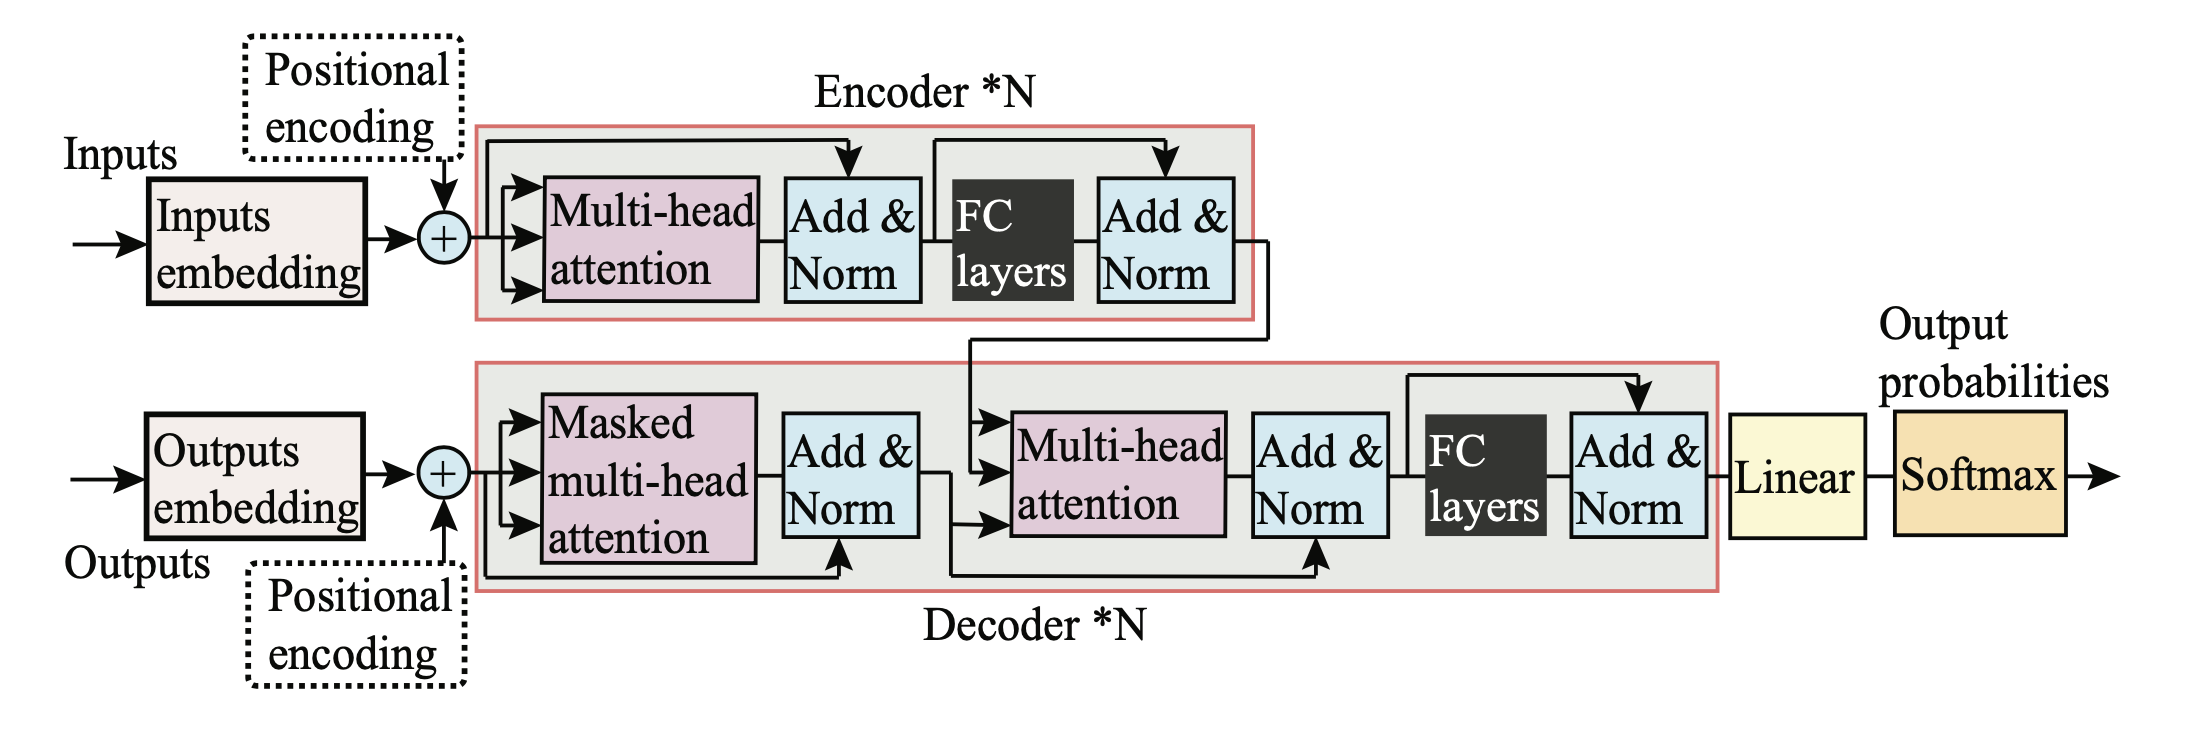 Positional
encoding
Encoder *N
Inputs
Inputs
embedding
+
Multi-head
attention
Add &
Norm
FC
layers
Add &
Norm
Output
probabilities
Outputs
embedding
Outputs
+
Positional
encoding
Masked
multi-head
attention
Add &
Norm
Multi-head
attention
Add &
Norm
FC
layers
Add &
Norm
Linear
Softmax
Decoder *N